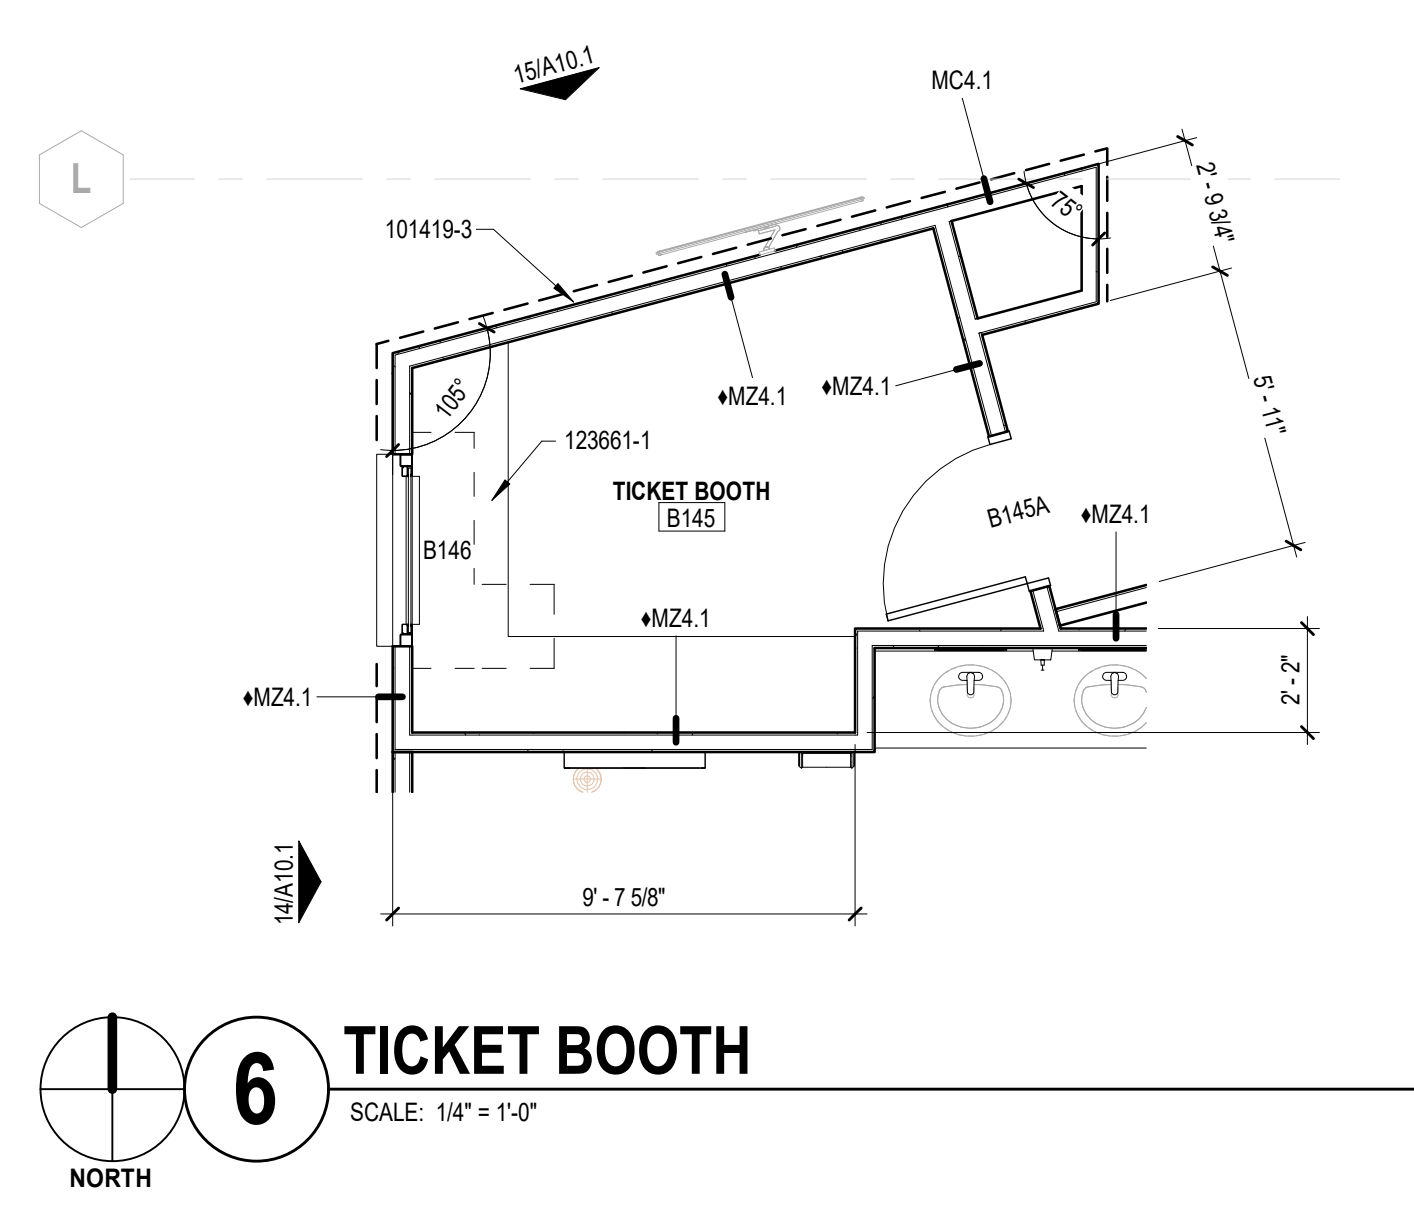 15/A10.1
MC4.1
L
2' - 9 3/4"
75°
101419-3
♦MZ4.1
♦MZ4.1
105°
5' - 11"
123661-1
TICKET BOOTH
B145
B145A
♦MZ4.1
B146
♦MZ4.1
♦MZ4.1
2' - 2"
14/A10.1
9' - 7 5/8"
6
TICKET BOOTH
SCALE: 1/4" = 1'-0"
NORTH